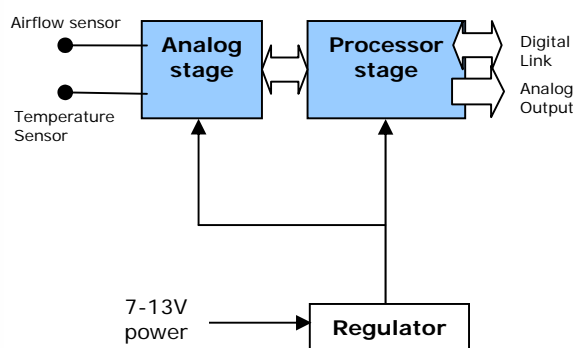 Airflow sensor
Temperature
Sensor
Analog
stage
Processor
stage
Digital
Link
Analog
Output
7-13V
power
Regulator